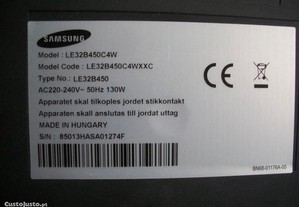 SAMSUNG
Model : LE32B450C4W
Model Code : LE32B450C4WXXC
Type No.: LE32B450
AC220-240V~ 50Hz 130W
Apparatet skal tilkoples jordet stikkontakt
Apparaten skall anslutas till jordat uttag
MADE IN HUNGARY
S/N : 85013HASA01274F
CE
BN68-01176A-00
CustoJusto.pt